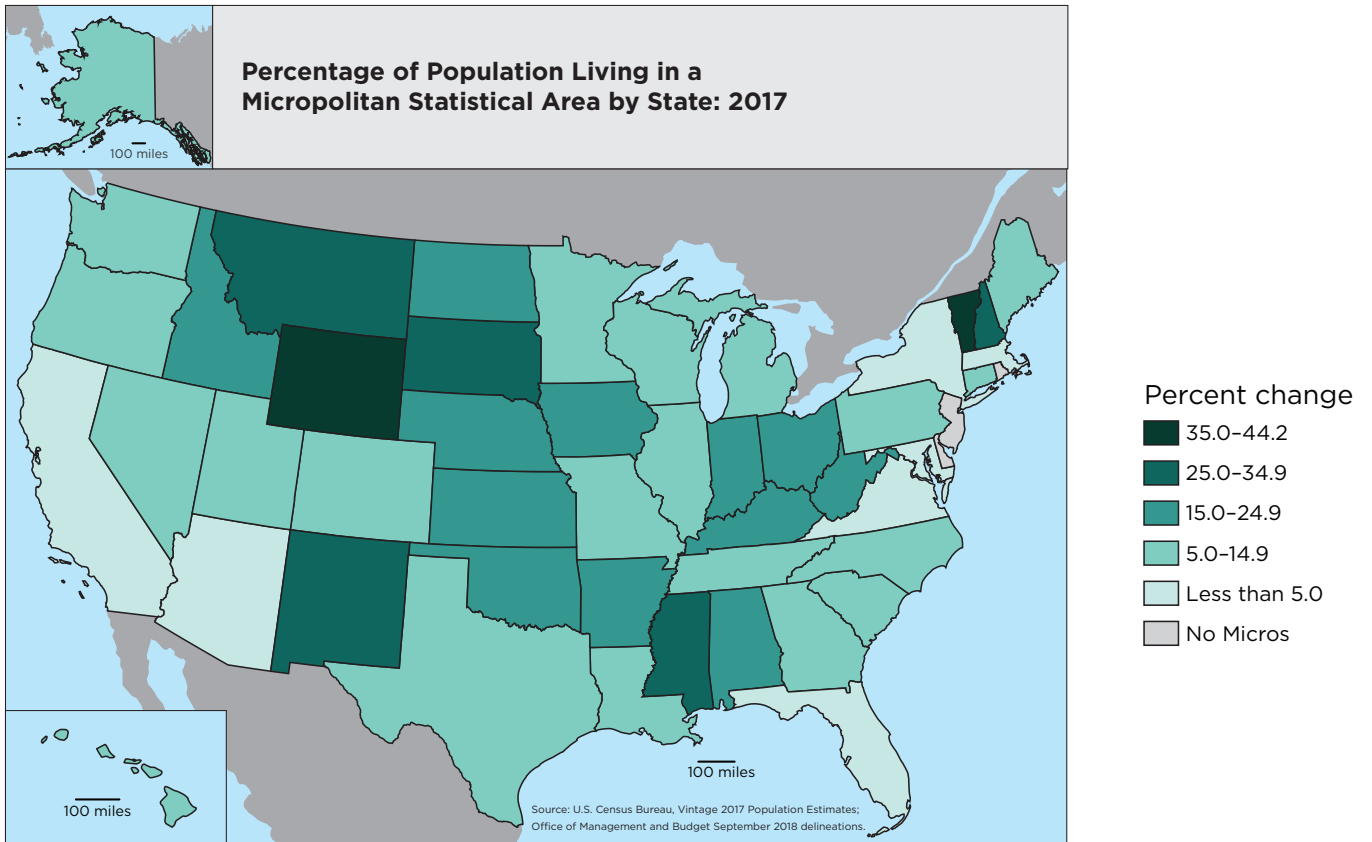 Percentage of Population Living in a
Micropolitan Statistical Area by State: 2017
100 miles
Percent change
35.0–44.2
25.0–34.9
15.0–24.9
5.0–14.9
Less than 5.0
No Micros
100 miles
100 miles
Source: U.S. Census Bureau, Vintage 2017 Population Estimates;
Office of Management and Budget September 2018 delineations.